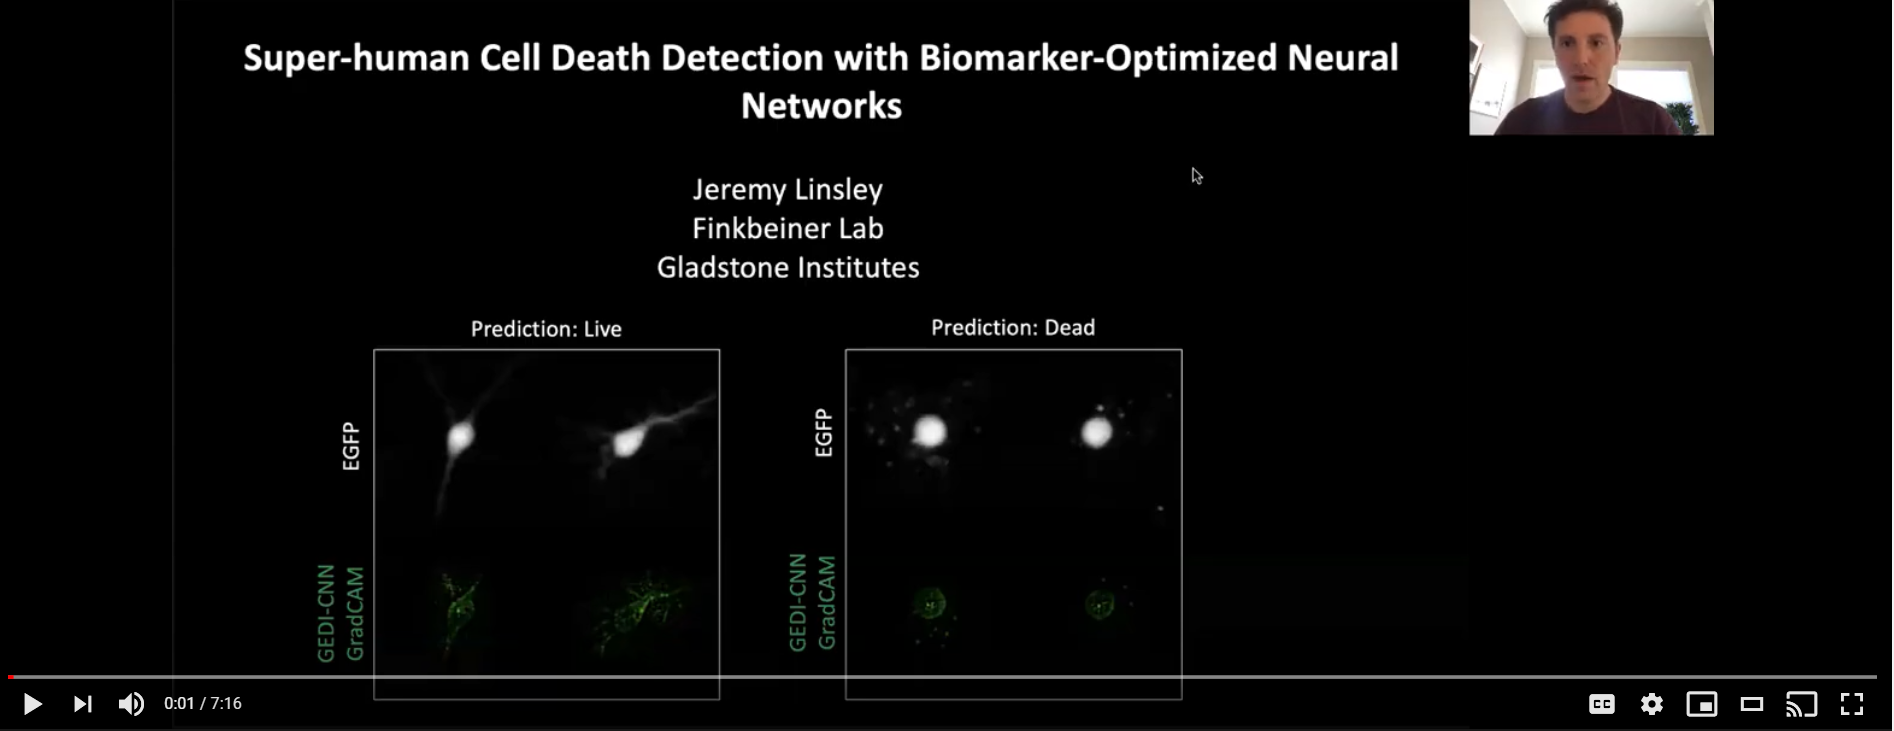 Super-human Cell Death Detection with Biomarker-Optimized Neural
Networks
Jeremy Linsley
Finkbeiner Lab
Gladstone Institutes
Prediction: Live
Prediction: Dead
EGFP
EGFP
GEDI-CNN
GradCAM
GEDI-CNN
GradCAM
0:01 / 7:16
CC